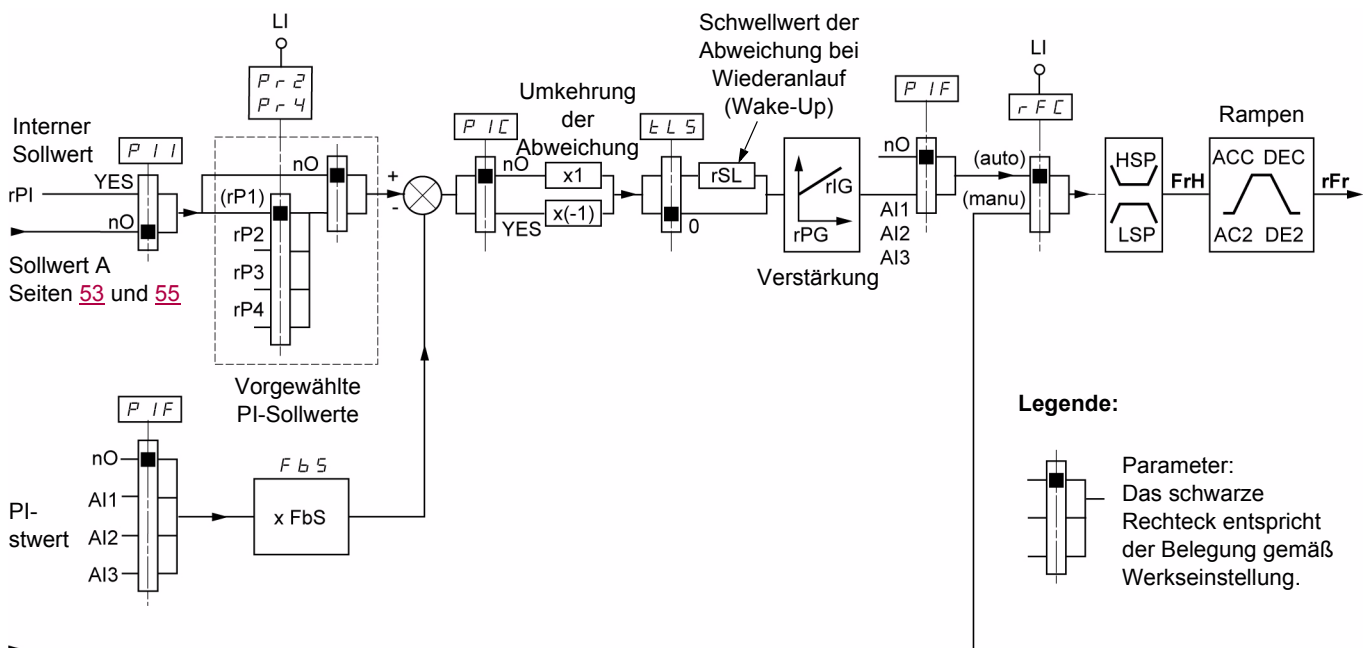 LI
Pr2
Pr4
Interner
Sollwert
PII
rPI
YES
nO
Sollwert A
Seiten 53 und 55
(rP1)
rP2
rP3
rP4
nO
Vorgewählte
PI-Sollwerte
+
-
PIC
nO
YES
Umkehrung
der
Abweichung
x1
x(-1)
tLS
0
Schwellwert der
Abweichung bei
Wiederanlauf
(Wake-Up)
rSL
rIG
rPG
Verstärkung
PIF
nO
AI1
AI2
AI3
LI
rFC
(auto)
(manu)
HSP
LSP
FrH
Rampen
ACC DEC
AC2 DE2
rFr
PIF
nO
AI1
AI2
AI3
PI-
stwert
FbS
x FbS
Legende:
Parameter:
Das schwarze
Rechteck entspricht
der Belegung gemäß
Werkseinstellung.